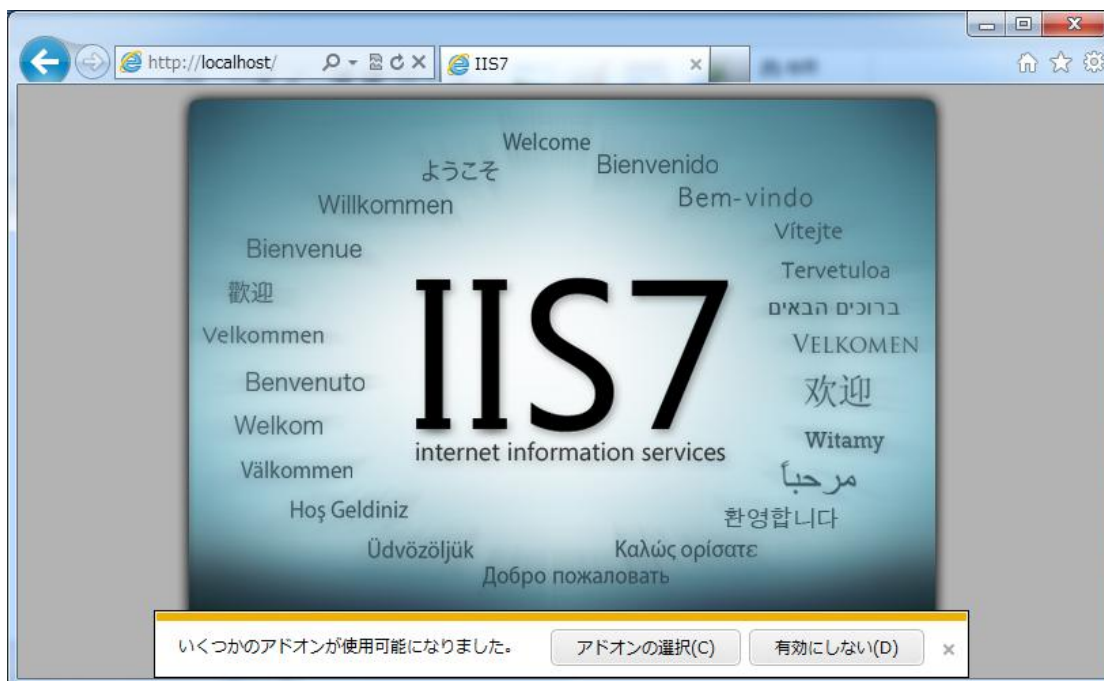 http://localhost/
IIS7
Welcome
ようこそ
Bienvenido
Willkommen
Bem-vindo
Vítejte
Bienvenue
Tervetuloa
歡迎
ברוכים הבאים
Velkommen
VELKOMEN
Benvenuto
欢迎
IIS7
internet information services
Welkom
Witamy
Välkommen
مرحباً
Hoş Geldiniz
환영합니다
Üdvözöljük
Καλώς ορίσατε
Добро пожаловать
いくつかのアドオンが使用可能になりました。
アドオンの選択(C)
有効にしない(D)